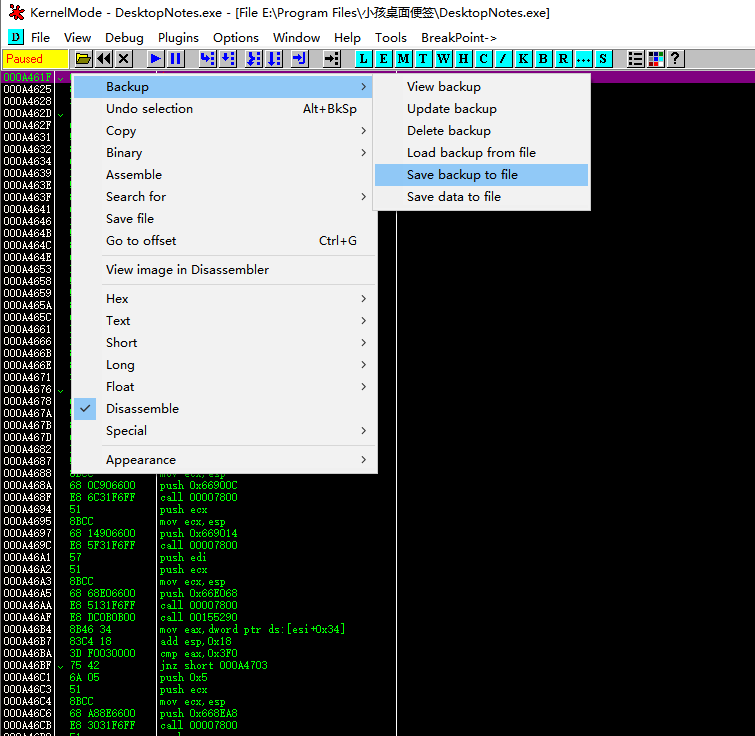 KernelMode - DesktopNotes.exe - [File E:\Program Files\小孩桌面便签\DesktopNotes.exe]
D File View Debug Plugins Options Window Help Tools BreakPoint->
Paused L E M T W H C / K B R ... S ?
Backup
Undo selection Alt+BkSp
Copy
Binary
Assemble
Search for
Save file
Go to offset Ctrl+G
View image in Disassembler
Hex
Text
Short
Long
Float
Disassemble
Special
Appearance
View backup
Update backup
Delete backup
Load backup from file
Save backup to file
Save data to file
000A461F
000A4625
000A4628
000A462D
000A462F
000A4631
000A4632
000A4634
000A4639
000A463E
000A463F
000A4641
000A4646
000A464B
000A464C
000A464E
000A4653
000A4658
000A4659
000A465A
000A465C
000A4661
000A4666
000A466B
000A466E
000A4671
000A4676
000A4678
000A467A
000A467B
000A467D
000A4682
000A4687
000A4688 8BCC mov ecx,esp
000A468A 68 0C906600 push 0x66900C
000A468F E8 6C31F6FF call 00007800
000A4694 51 push ecx
000A4695 8BCC mov ecx,esp
000A4697 68 14906600 push 0x669014
000A469C E8 5F31F6FF call 00007800
000A46A1 57 push edi
000A46A2 51 push ecx
000A46A3 8BCC mov ecx,esp
000A46A5 68 68E06600 push 0x66E068
000A46AA E8 5131F6FF call 00007800
000A46AF E8 DC0B0B00 call 00155290
000A46B4 8B46 34 mov eax,dword ptr ds:[esi+0x34]
000A46B7 83C4 18 add esp,0x18
000A46BA 3D F0030000 cmp eax,0x3F0
000A46BF 75 42 jnz short 000A4703
000A46C1 6A 05 push 0x5
000A46C3 51 push ecx
000A46C4 8BCC mov ecx,esp
000A46C6 68 A88E6600 push 0x668EA8
000A46CB E8 3031F6FF call 00007800